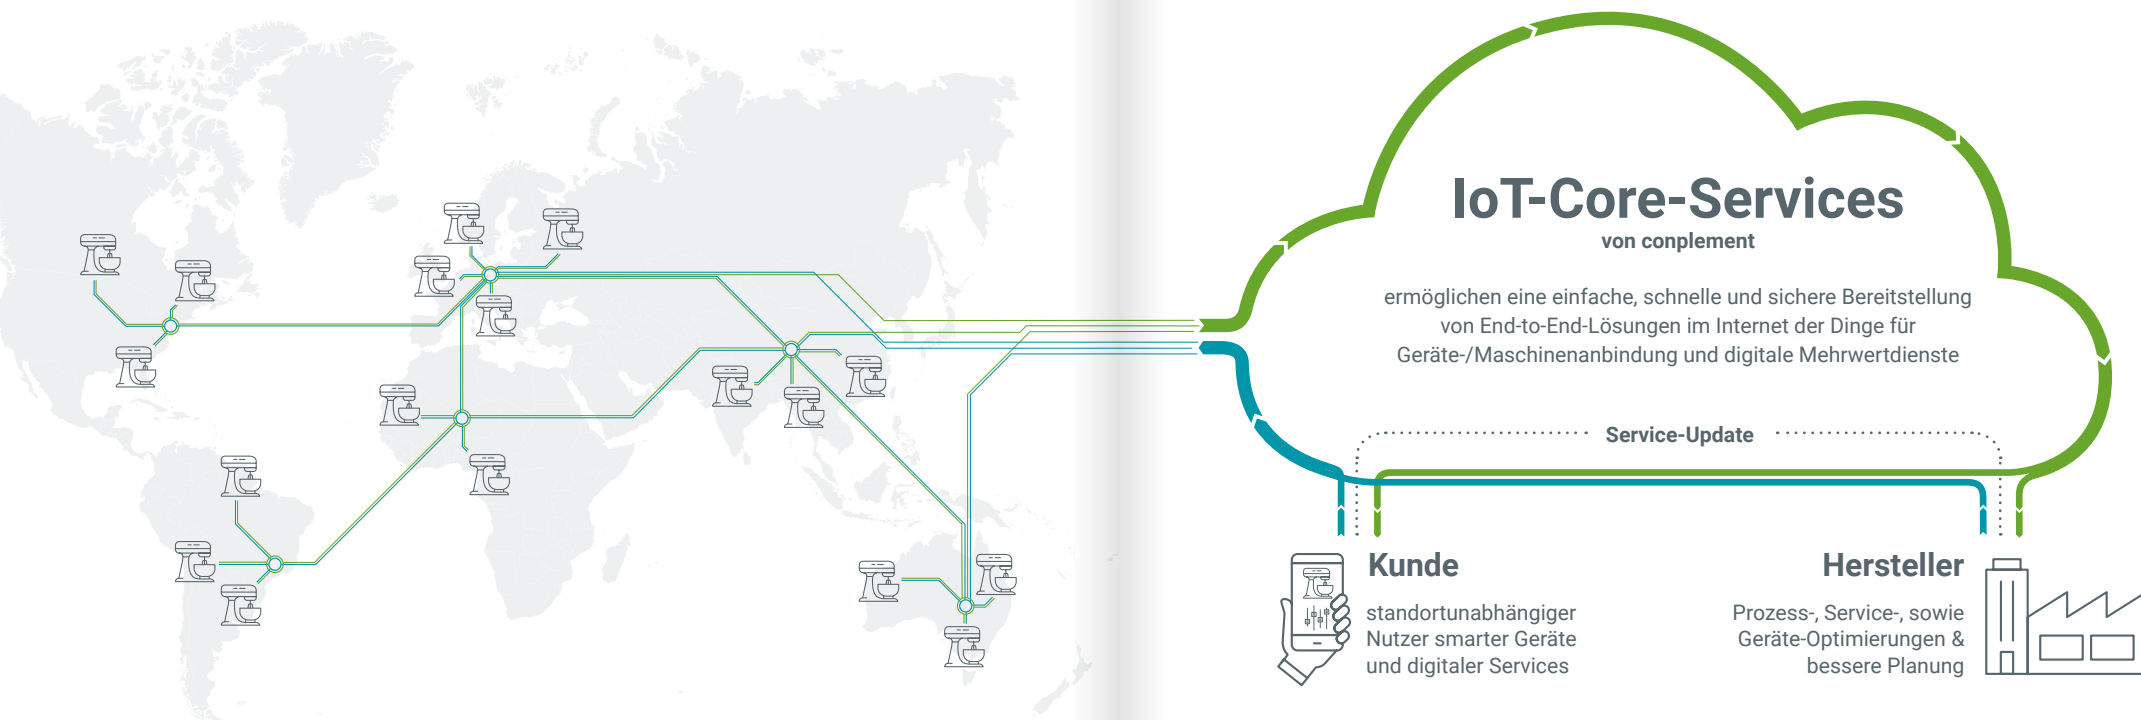 IoT-Core-Services
von conplement
ermöglichen eine einfache, schnelle und sichere Bereitstellung
von End-to-End-Lösungen im Internet der Dinge für
Geräte-/Maschinenanbindung und digitale Mehrwertdienste
Service-Update
Kunde
standortunabhängiger
Nutzer smarter Geräte
und digitaler Services
Hersteller
Prozess-, Service-, sowie
Geräte-Optimierungen &
bessere Planung